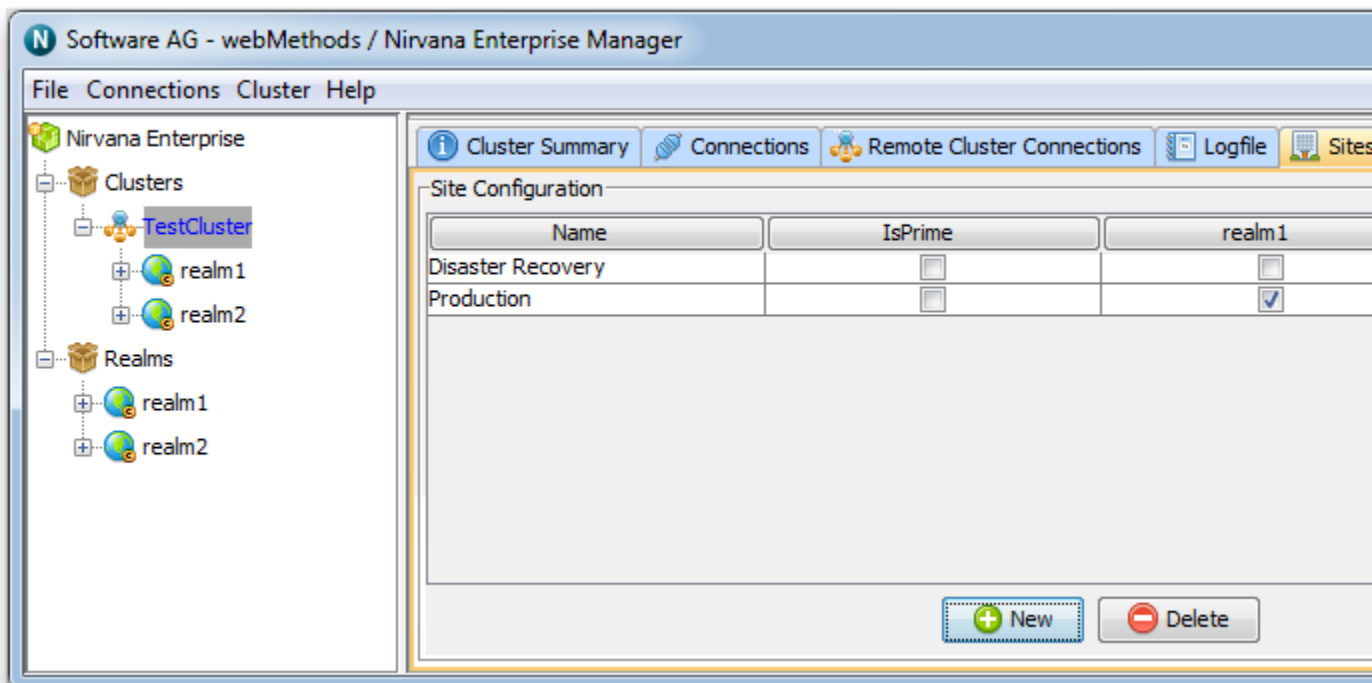 N Software AG - webMethods / Nirvana Enterprise Manager
File Connections Cluster Help
Nirvana Enterprise
Clusters
TestCluster
realm1
realm2
Realms
realm1
realm2
Cluster Summary Connections Remote Cluster Connections Logfile Sites
Site Configuration
Name IsPrime realm1
Disaster Recovery
Production
New Delete